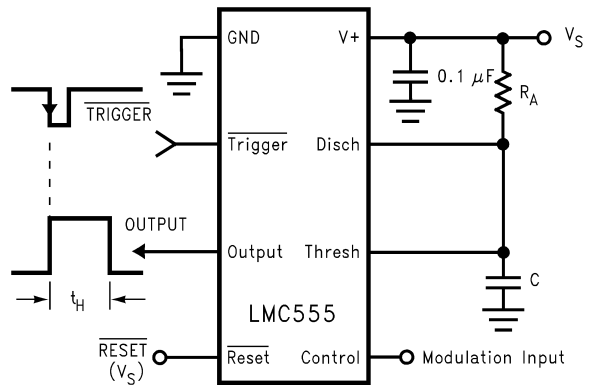 GND
V+
V_S
0.1 μF
R_A
TRIGGER
Trigger
Disch
OUTPUT
Output
Thresh
C
t_H
LMC555
RESET
(V_S)
Reset
Control
Modulation Input